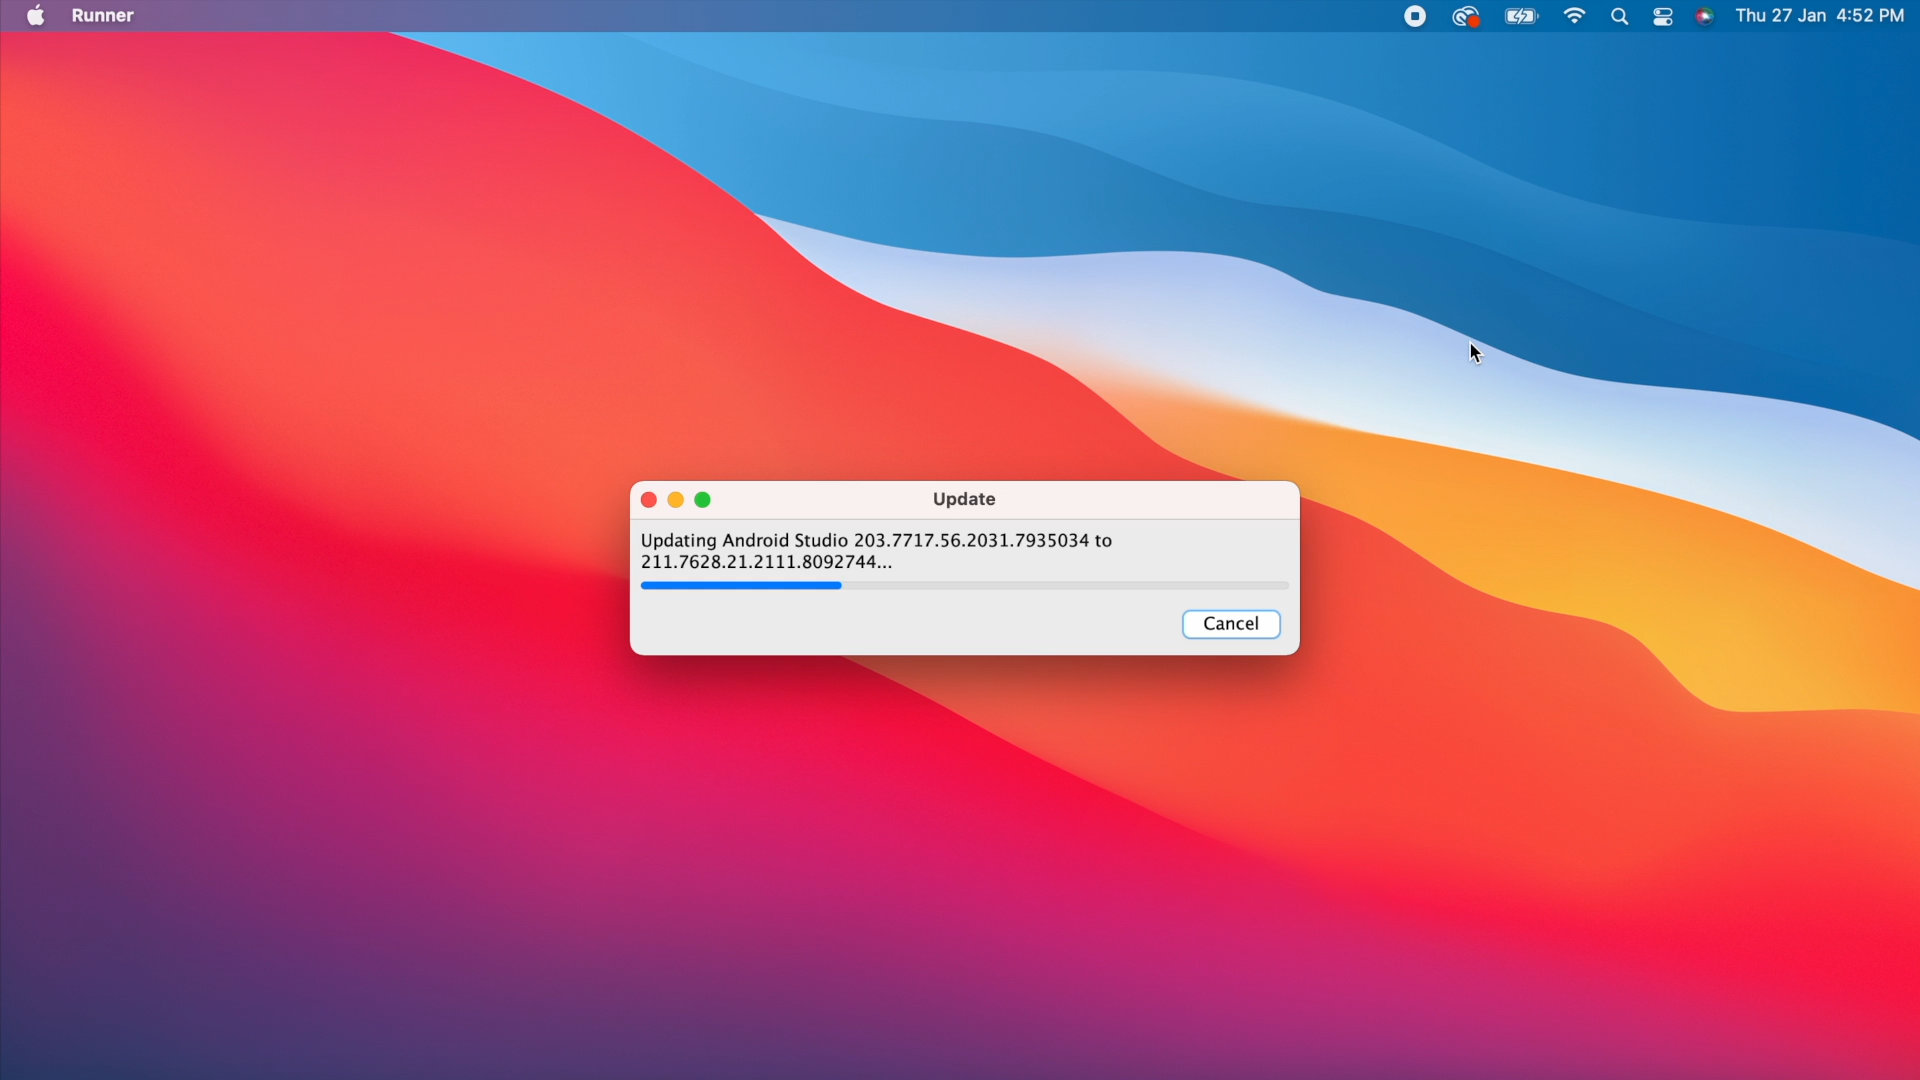 Runner
Thu 27 Jan 4:52 PM
Update
Updating Android Studio 203.7717.56.2031.7935034 to
211.7628.21.2111.8092744...
Cancel